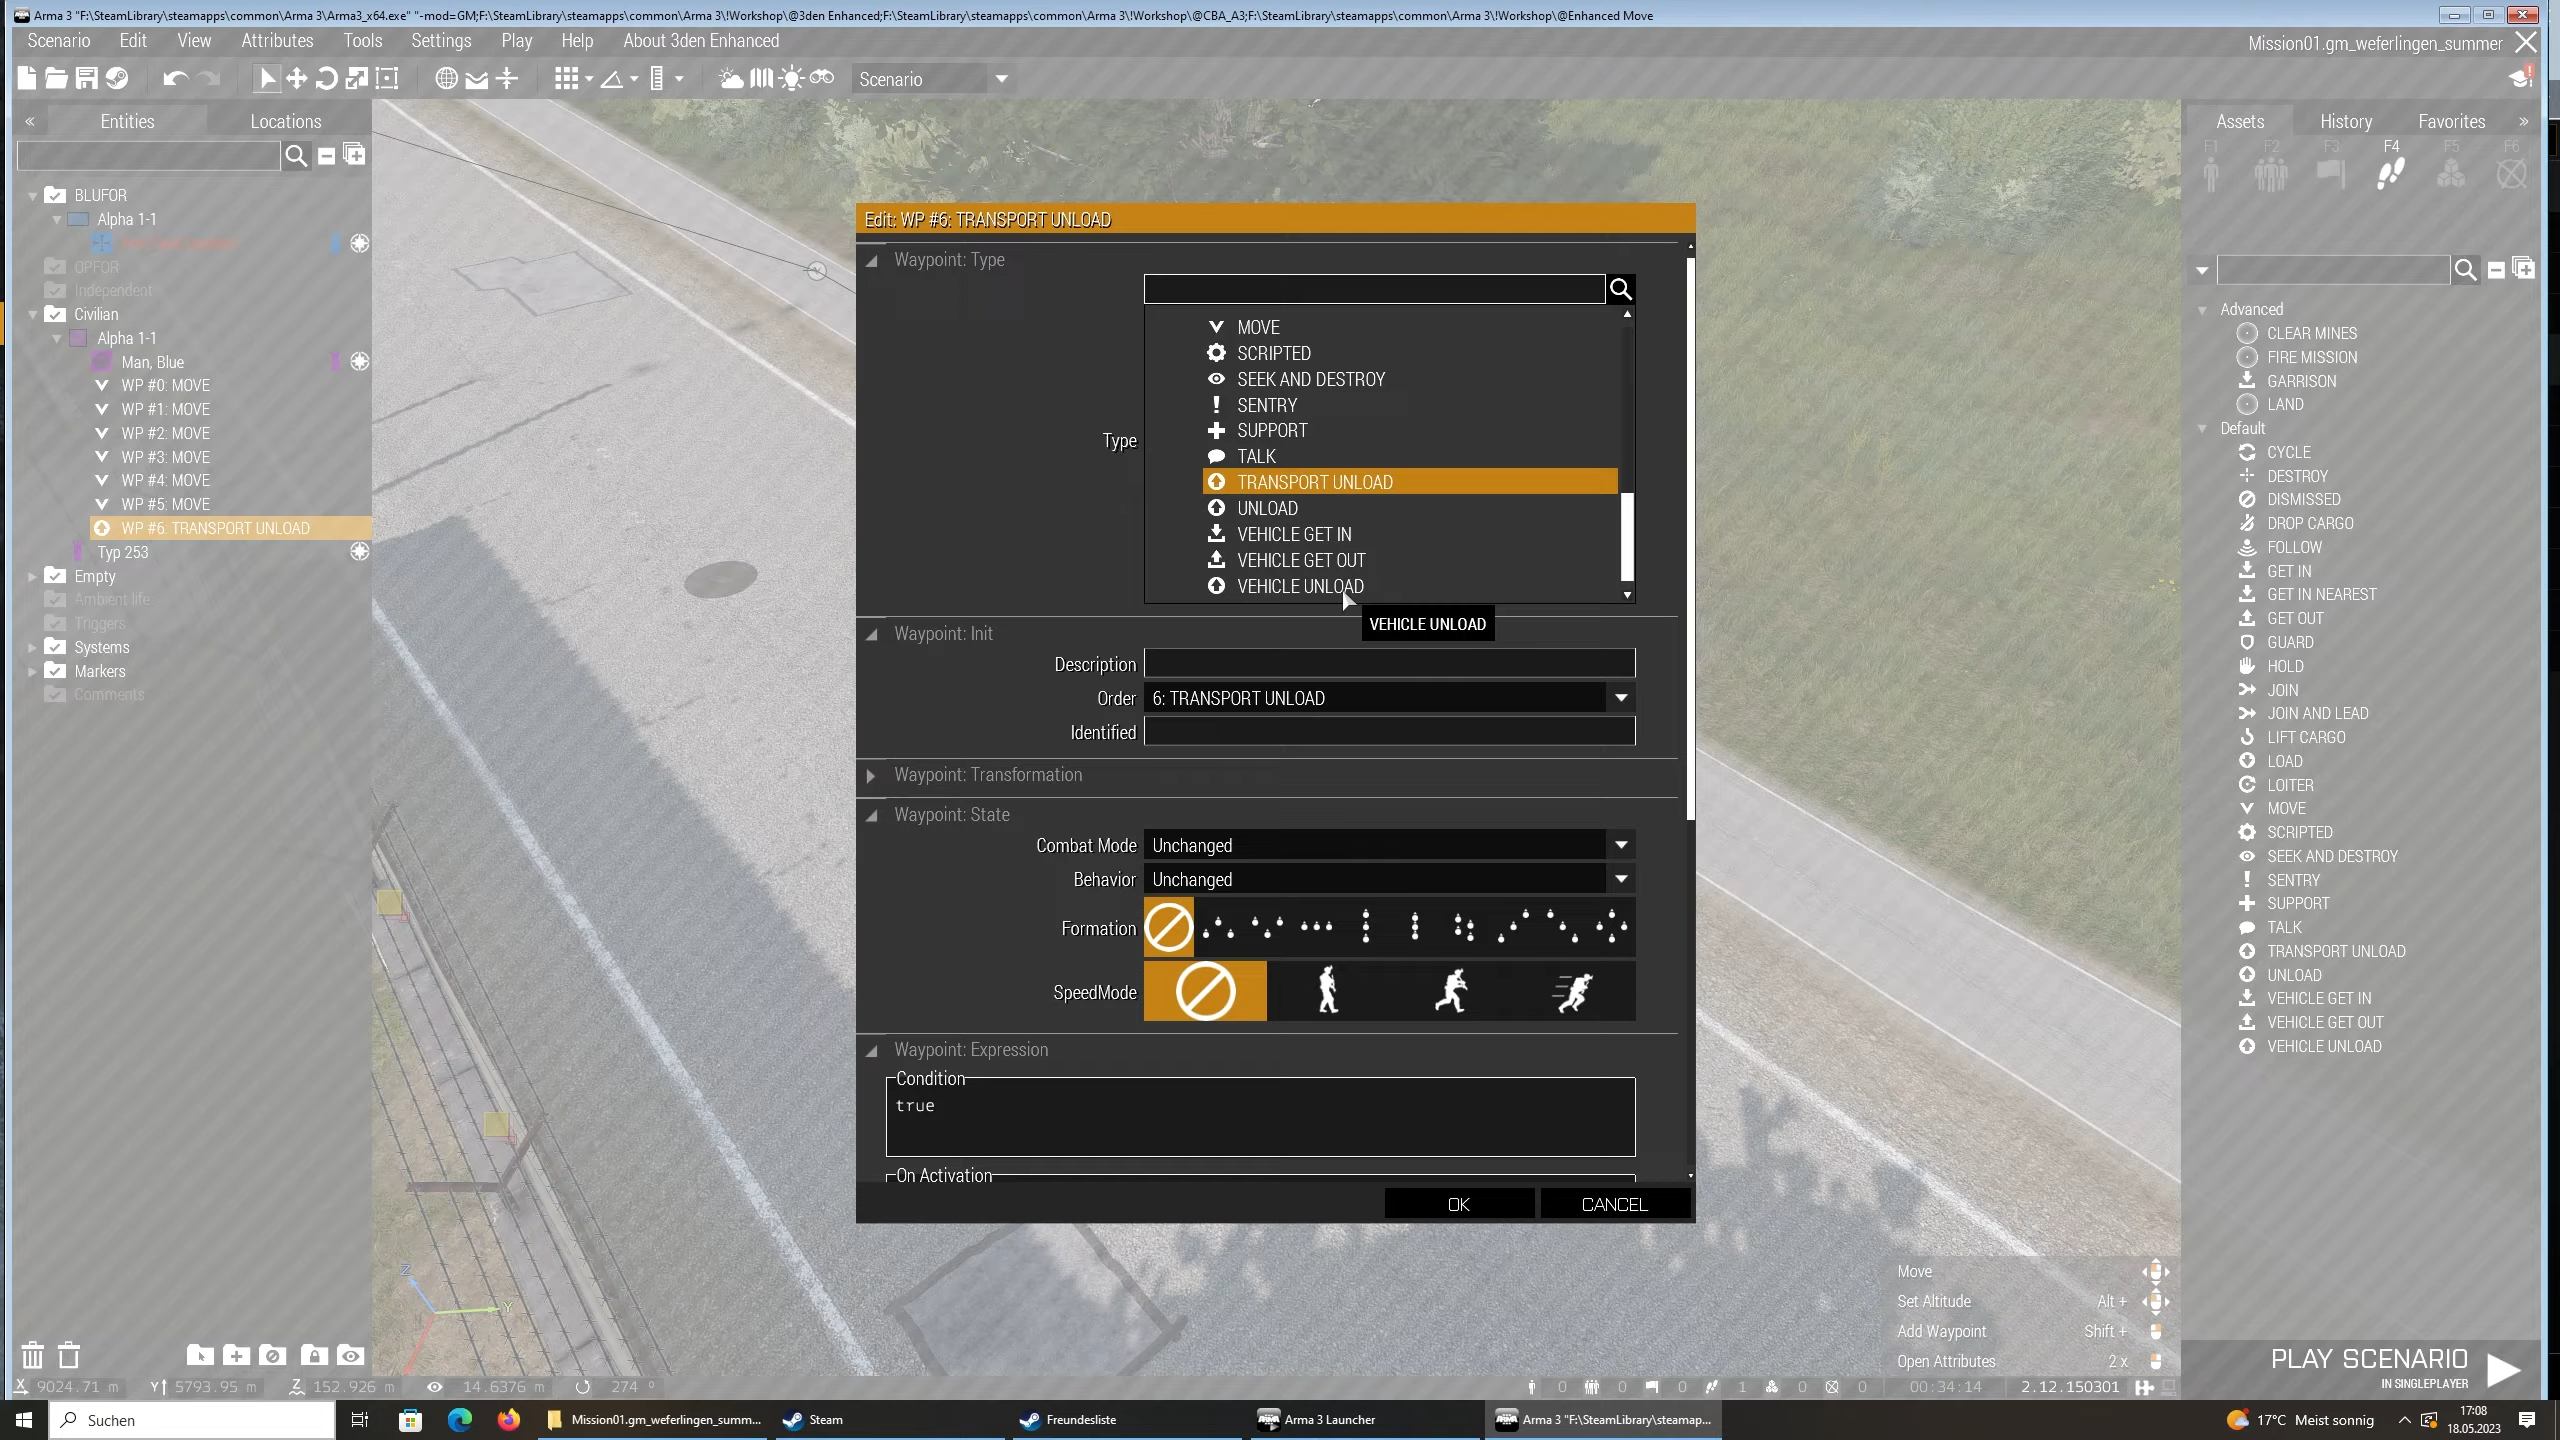 Arma 3 "F:\SteamLibrary\steamapps\common\Arma 3\Arma3_x64.exe" "-mod=GM;F:\SteamLibrary\steamapps\common\Arma 3\!Workshop\@3den Enhanced;F:\SteamLibrary\steamapps\common\Arma 3\!Workshop\@CBA_A3;F:\SteamLibrary\steamapps\common\Arma 3\!Workshop\@Enhanced Move
Scenario Edit View Attributes Tools Settings Play Help About 3den Enhanced
Mission01.gm_weferlingen_summer
Scenario
Entities
Locations
BLUFOR
Alpha 1-1
OPFOR
Independent
Civilian
Alpha 1-1
Man, Blue
WP #0: MOVE
WP #1: MOVE
WP #2: MOVE
WP #3: MOVE
WP #4: MOVE
WP #5: MOVE
WP #6: TRANSPORT UNLOAD
Typ 253
Empty
Ambient life
Triggers
Systems
Markers
Comments
Edit: WP #6: TRANSPORT UNLOAD
Waypoint: Type
Type
MOVE
SCRIPTED
SEEK AND DESTROY
SENTRY
SUPPORT
TALK
TRANSPORT UNLOAD
UNLOAD
VEHICLE GET IN
VEHICLE GET OUT
VEHICLE UNLOAD
VEHICLE UNLOAD
Waypoint: Init
Description
Order 6: TRANSPORT UNLOAD
Identified
Waypoint: Transformation
Waypoint: State
Combat Mode Unchanged
Behavior Unchanged
Formation
SpeedMode
Waypoint: Expression
Condition
true
On Activation
OK CANCEL
Assets History Favorites
F1 F2 F3 F4 F5 F6
Advanced
CLEAR MINES
FIRE MISSION
GARRISON
LAND
Default
CYCLE
DESTROY
DISMISSED
DROP CARGO
FOLLOW
GET IN
GET IN NEAREST
GET OUT
GUARD
HOLD
JOIN
JOIN AND LEAD
LIFT CARGO
LOAD
LOITER
MOVE
SCRIPTED
SEEK AND DESTROY
SENTRY
SUPPORT
TALK
TRANSPORT UNLOAD
UNLOAD
VEHICLE GET IN
VEHICLE GET OUT
VEHICLE UNLOAD
Z
Y
Move
Set Altitude Alt +
Add Waypoint Shift +
Open Attributes 2 x
PLAY SCENARIO
IN SINGLEPLAYER
X 9024.71 m Y 5793.95 m Z 152.926 m 14.6376 m 274 °
0 0 0 1 0 0 00:34:14 2.12.150301
Suchen
Mission01.gm_weferlingen_summ...
Steam
Freundesliste
Arma 3 Launcher
Arma 3 "F:\SteamLibrary\steamap...
17°C Meist sonnig
17:08
18.05.2023